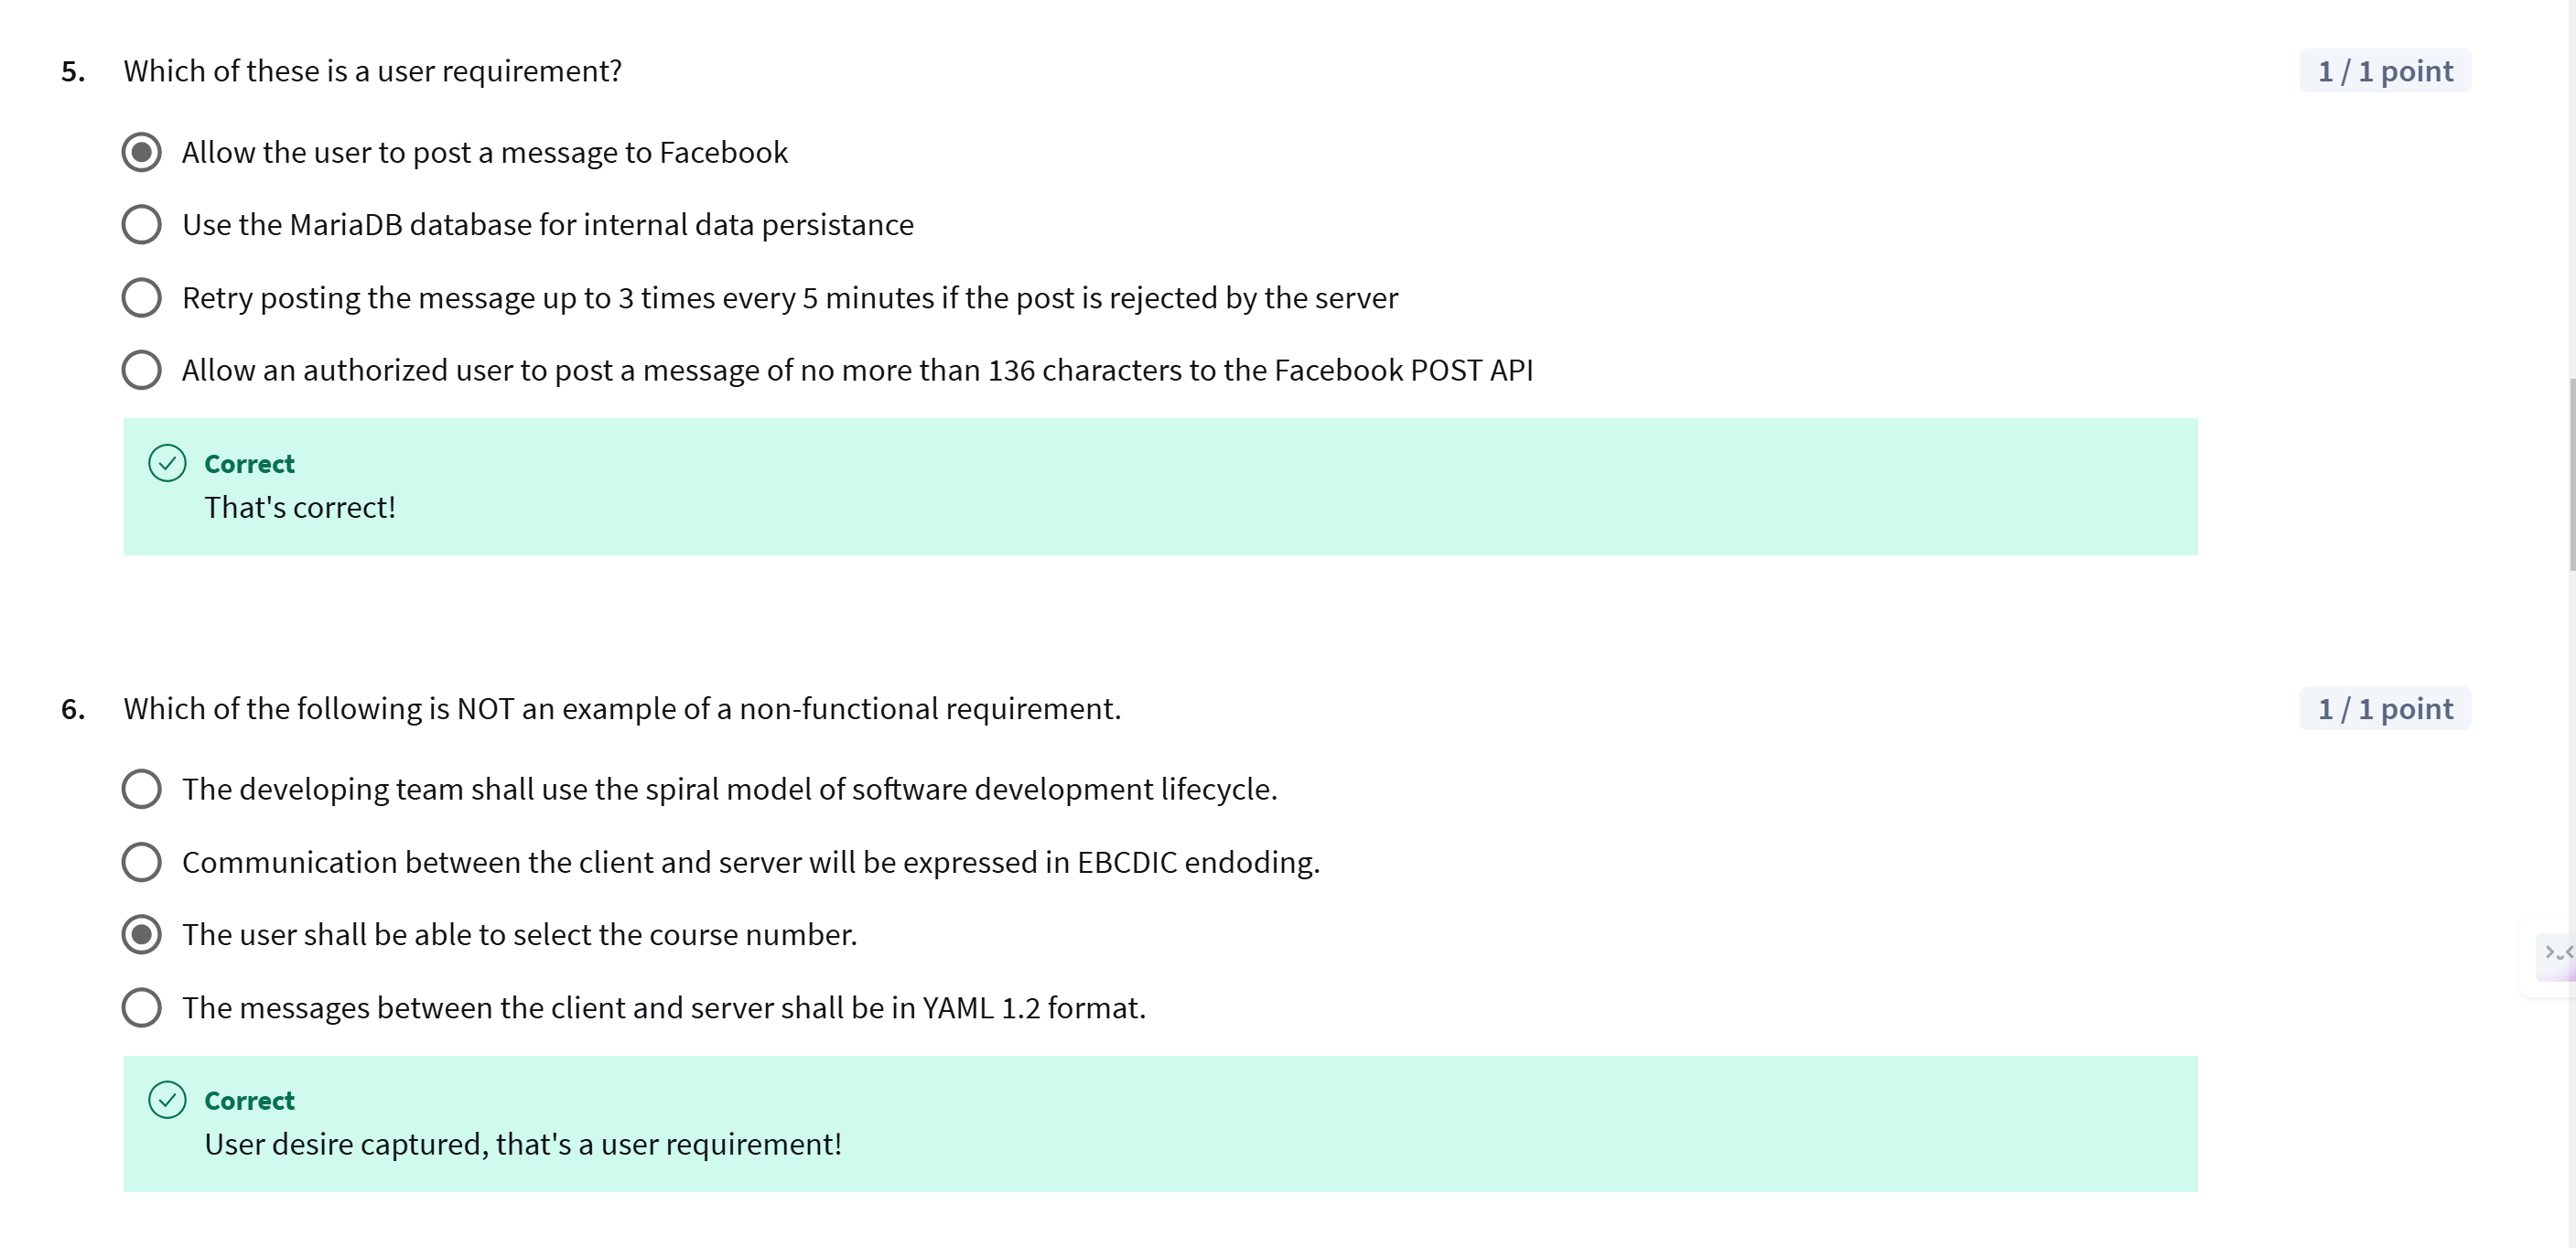 5. Which of these is a user requirement? 1 / 1 point
Allow the user to post a message to Facebook
Use the MariaDB database for internal data persistance
Retry posting the message up to 3 times every 5 minutes if the post is rejected by the server
Allow an authorized user to post a message of no more than 136 characters to the Facebook POST API
Correct
That's correct!
6. Which of the following is NOT an example of a non-functional requirement. 1 / 1 point
The developing team shall use the spiral model of software development lifecycle.
Communication between the client and server will be expressed in EBCDIC endoding.
The user shall be able to select the course number.
The messages between the client and server shall be in YAML 1.2 format.
Correct
User desire captured, that's a user requirement!